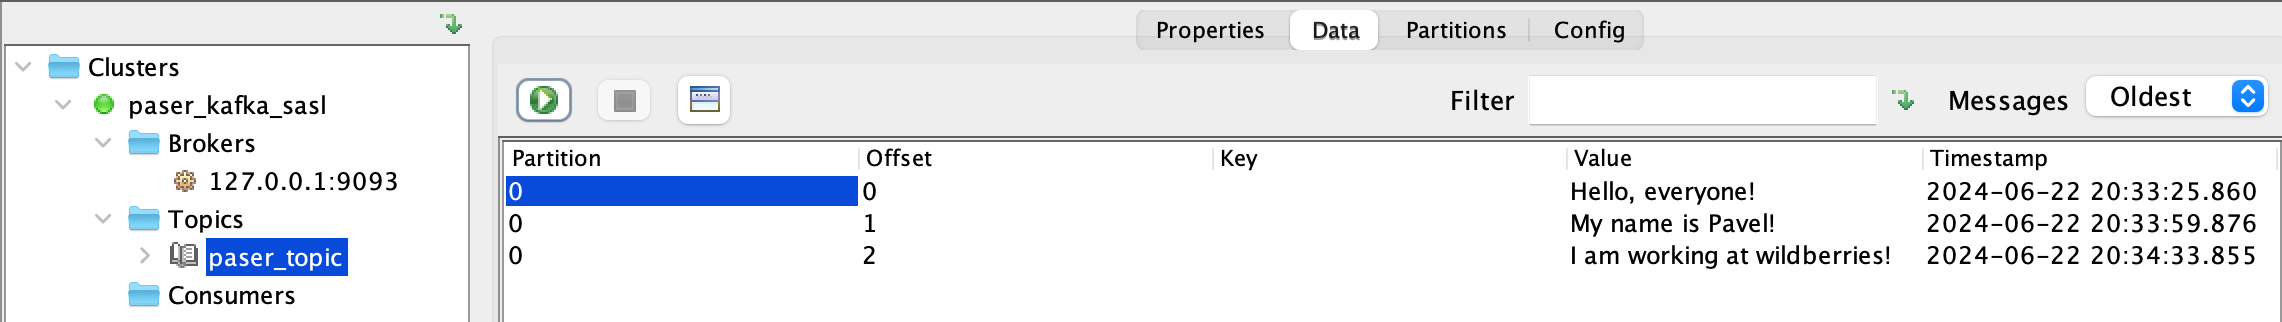 Properties Data Partitions Config
Clusters
paser_kafka_sasl
Brokers
127.0.0.1:9093
Topics
paser_topic
Consumers
Filter Messages Oldest
Partition Offset Key Value Timestamp
0 0 Hello, everyone! 2024-06-22 20:33:25.860
0 1 My name is Pavel! 2024-06-22 20:33:59.876
0 2 I am working at wildberries! 2024-06-22 20:34:33.855